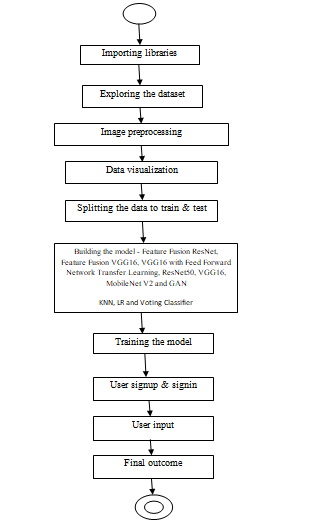 Importing libraries
Exploring the dataset
Image preprocessing
Data visualization
Splitting the data to train & test
Building the model - Feature Fusion ResNet,
Feature Fusion VGG16, VGG16 with Feed Forward
Network Transfer Learning, ResNet50, VGG16,
MobileNet V2 and GAN
KNN, LR and Voting Classifier
Training the model
User signup & signin
User input
Final outcome